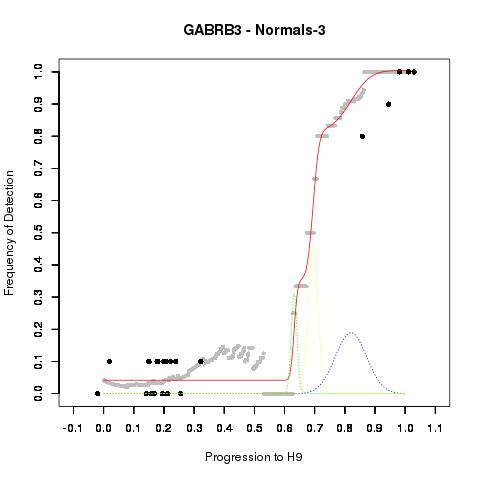 GABRB3 - Normals-3
Frequency of Detection
1.0
0.9
0.8
0.7
0.6
0.5
0.4
0.3
0.2
0.1
0.0
-0.1 0.0 0.1 0.2 0.3 0.4 0.5 0.6 0.7 0.8 0.9 1.0 1.1
Progression to H9